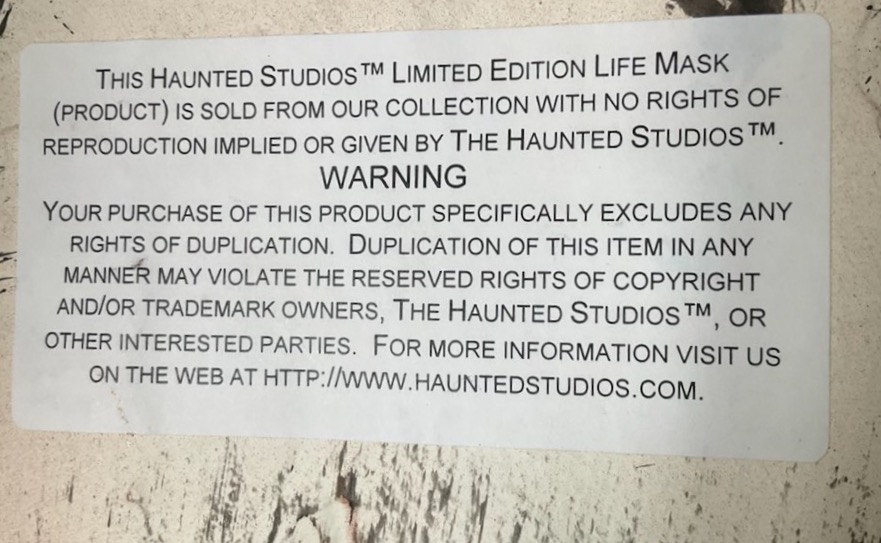 THIS HAUNTED STUDIOS™ LIMITED EDITION LIFE MASK
(PRODUCT) IS SOLD FROM OUR COLLECTION WITH NO RIGHTS OF
REPRODUCTION IMPLIED OR GIVEN BY THE HAUNTED STUDIOS™.
WARNING
YOUR PURCHASE OF THIS PRODUCT SPECIFICALLY EXCLUDES ANY
RIGHTS OF DUPLICATION. DUPLICATION OF THIS ITEM IN ANY
MANNER MAY VIOLATE THE RESERVED RIGHTS OF COPYRIGHT
AND/OR TRADEMARK OWNERS, THE HAUNTED STUDIOS™, OR
OTHER INTERESTED PARTIES. FOR MORE INFORMATION VISIT US
ON THE WEB AT HTTP://WWW.HAUNTEDSTUDIOS.COM.